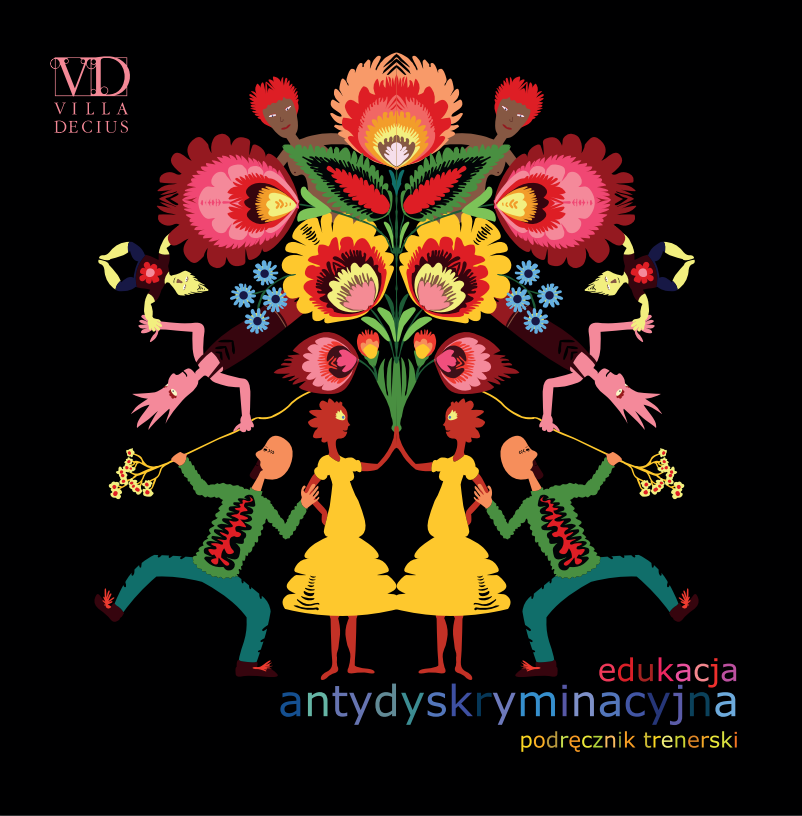 VD
VILLA
DECIUS
edukacja
antydyskryminacyjna
podręcznik trenerski